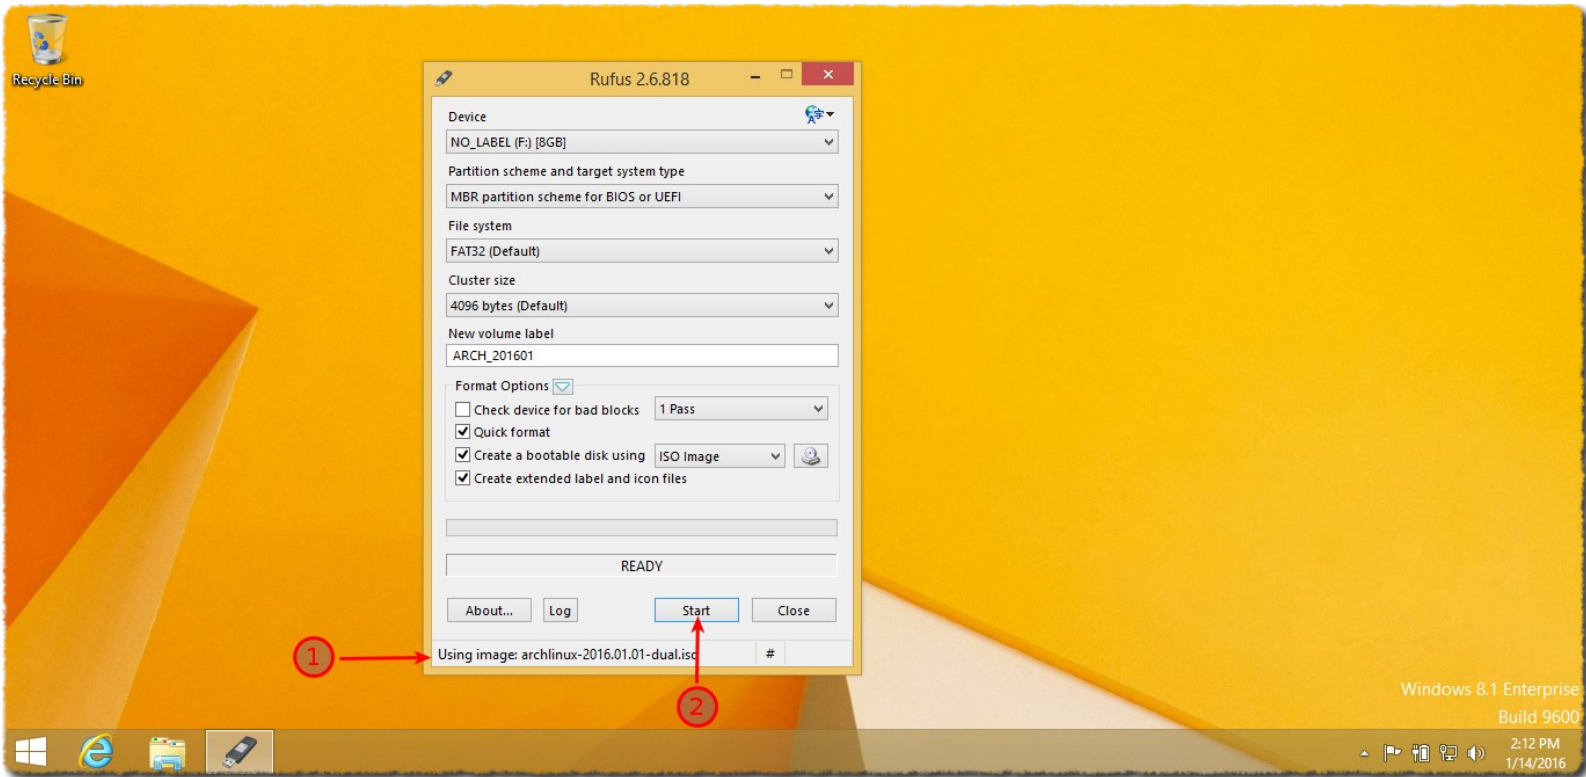 Recycle Bin
Rufus 2.6.818
Device
NO_LABEL (F:) [8GB]
Partition scheme and target system type
MBR partition scheme for BIOS or UEFI
File system
FAT32 (Default)
Cluster size
4096 bytes (Default)
New volume label
ARCH_201601
Format Options
Check device for bad blocks 1 Pass
Quick format
Create a bootable disk using ISO Image
Create extended label and icon files
READY
About... Log Start Close
1
Using image: archlinux-2016.01.01-dual.iso #
2
Windows 8.1 Enterprise
Build 9600
2:12 PM
1/14/2016